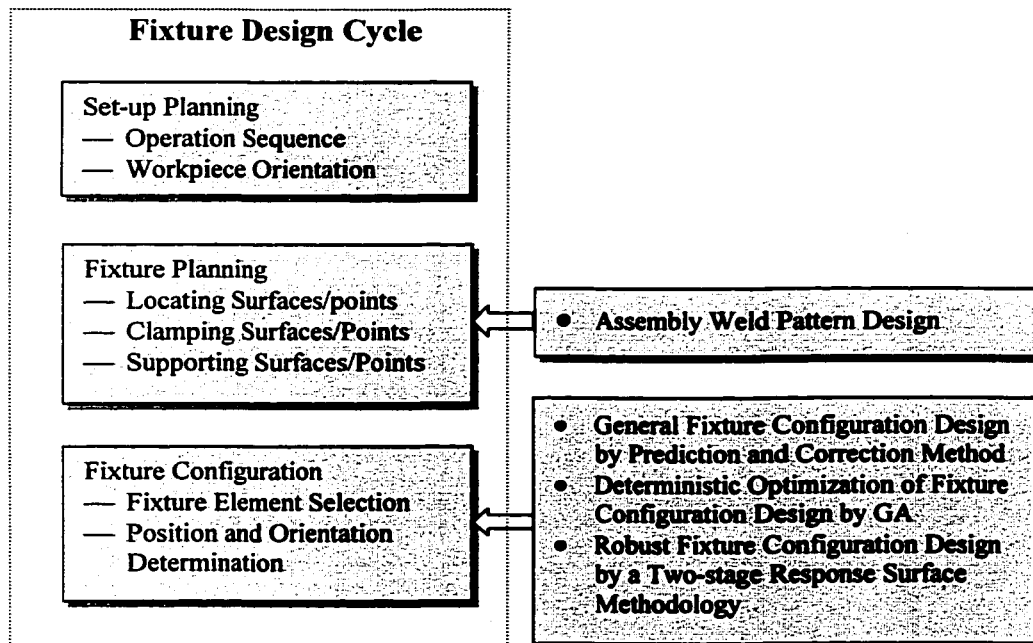 Fixture Design Cycle
Set-up Planning
— Operation Sequence
— Workpiece Orientation
Fixture Planning
— Locating Surfaces/points
— Clamping Surfaces/Points
— Supporting Surfaces/Points
• Assembly Weld Pattern Design
Fixture Configuration
— Fixture Element Selection
— Position and Orientation
Determination
• General Fixture Configuration Design
by Prediction and Correction Method
• Deterministic Optimization of Fixture
Configuration Design by GA
• Robust Fixture Configuration Design
by a Two-stage Response Surface
Methodology